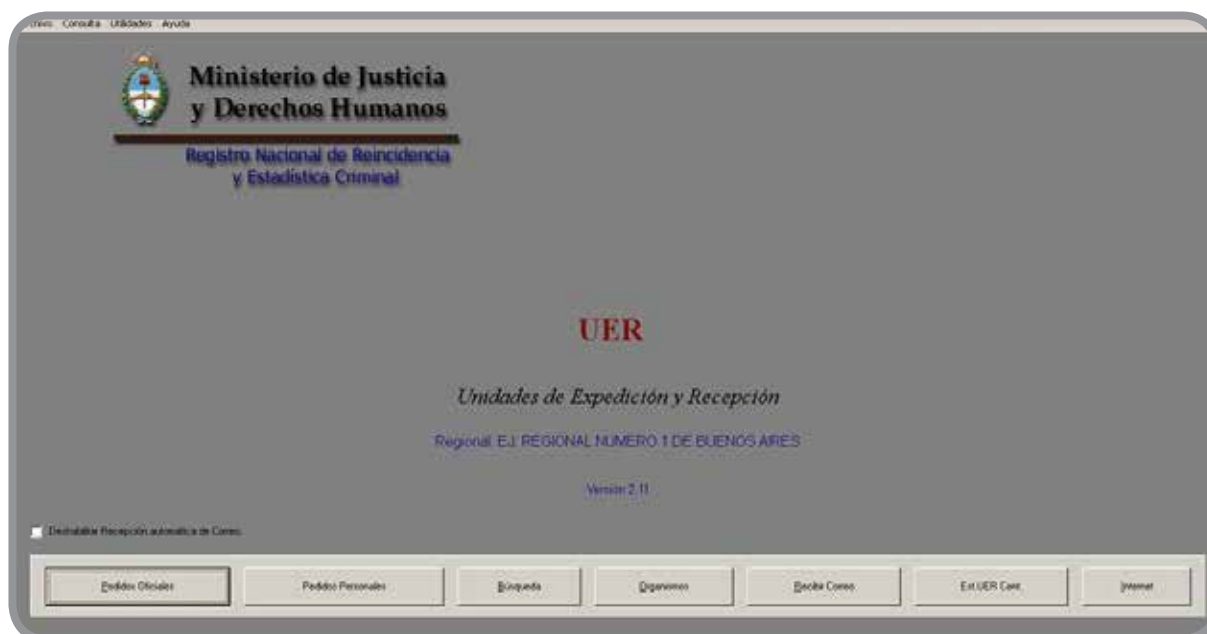 Archivo Consulta Utilidades Ayuda
Ministerio de Justicia
y Derechos Humanos
Registro Nacional de Reincidencia
y Estadística Criminal
UER
Unidades de Expedición y Recepción
Regional: EJ: REGIONAL NUMERO 1 DE BUENOS AIRES
Versión 2.11
Deshabilitar Recepción automática de Correo.
Pedidos Oficiales Pedidos Personales Búsqueda Organismos Recibir Correo Ext.UER Cent. Internet